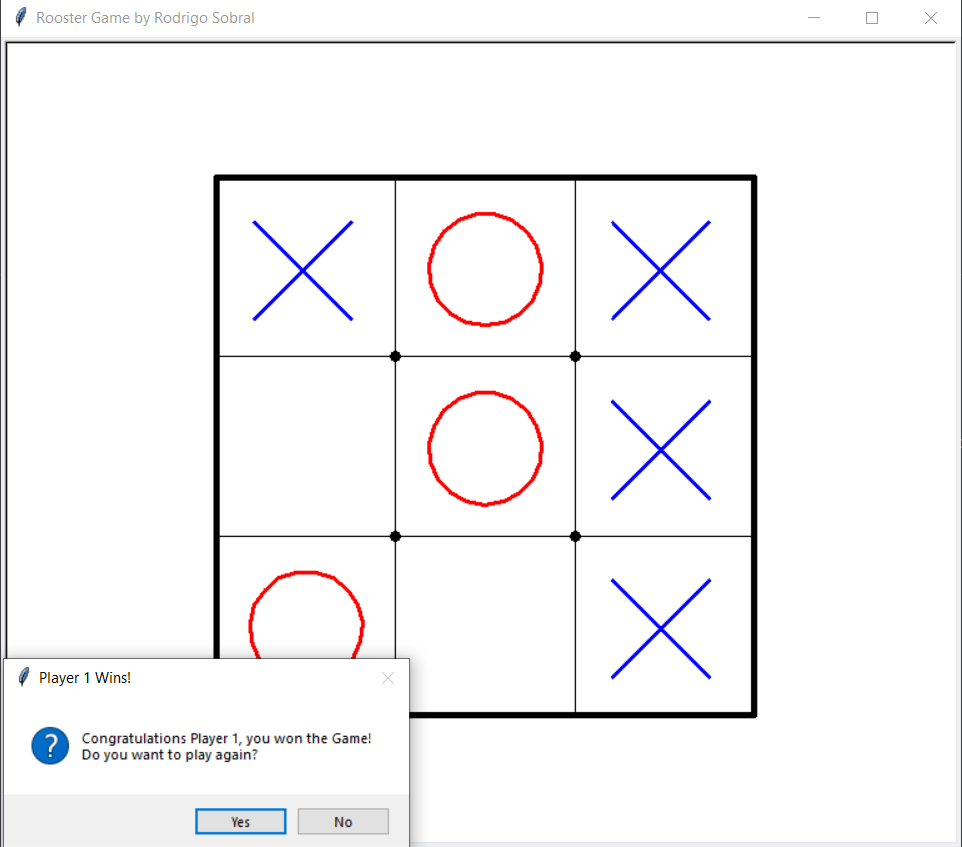 Rooster Game by Rodrigo Sobral
Player 1 Wins!
Congratulations Player 1, you won the Game!
Do you want to play again?
Yes
No